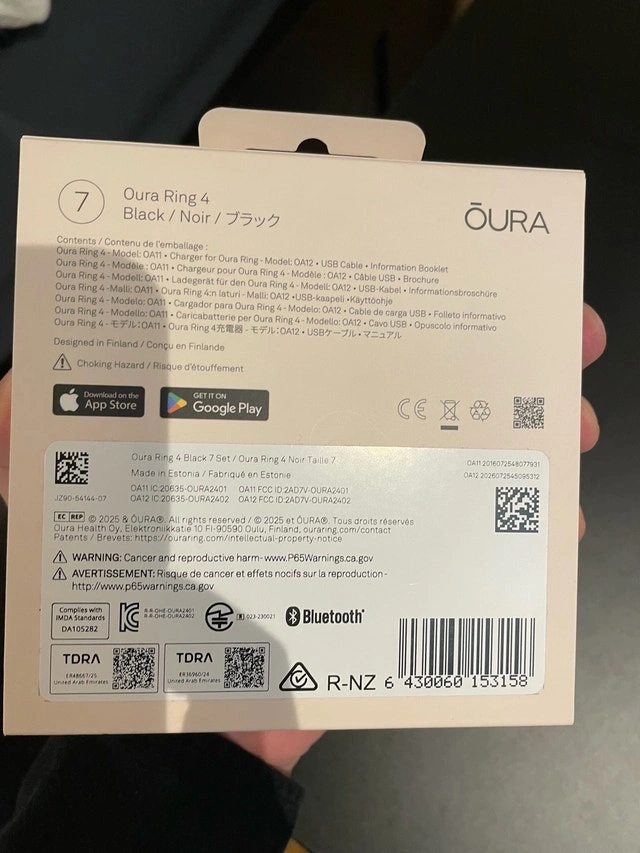 7
Oura Ring 4
Black / Noir / ブラック
ŌURA
Contents / Contenu de l'emballage :
Oura Ring 4 - Model: OA11 • Charger for Oura Ring - Model: OA12 • USB Cable • Information Booklet
Oura Ring 4 - Modèle : OA11 • Chargeur pour Oura Ring 4 - Modèle : OA12 • Câble USB • Brochure
Oura Ring 4 - Modell: OA11 • Ladegerät für den Oura Ring 4 - Modell: OA12 • USB-Kabel • Informationsbroschüre
Oura Ring 4 -Malli: OA11 • Oura Ring 4:n laturi - Malli: OA12 •USB-kaapeli •Käyttöohje
Oura Ring 4 - Modelo: OA11 • Cargador para Oura Ring 4 - Modelo: OA12 • Cable de carga USB • Folleto informativo
Oura Ring 4 - Modello: OA11 • Caricabatterie per Oura Ring 4 - Modello: OA12 • Cavo USB • Opuscolo informativo
Oura Ring 4 - モデル:OA11 • Oura Ring 4充電器 - モデル:OA12 • USBケーブル • マニュアル
Designed in Finland / Conçu en Finlande
Choking Hazard / Risque d'étouffement
Download on the
App Store
GET IT ON
Google Play
CE
Oura Ring 4 Black 7 Set / Oura Ring 4 Noir Taille 7
Made in Estonia / Fabriqué en Estonie
OA11 2016072548077931
OA12 2026072545095312
OA11 IC:20635-OURA2401 OA11 FCC ID:2AD7V-OURA2401
OA12 IC:20635-OURA2402 OA12 FCC ID:2AD7V-OURA2402
JZ90-54144-07
EC REP © 2025 & ŌURA®. All rights reserved / © 2025 et ŌURA®. Tous droits réservés
Oura Health Oy, Elektroniikkatie 10 FI-90590 Oulu, Finland, ouraring.com/contact
Patents / Brevets: https://ouraring.com/intellectual-property-notice
WARNING: Cancer and reproductive harm- www.P65Warnings.ca.gov
AVERTISSEMENT: Risque de cancer et effets nocifs sur la reproduction -
http://www.p65warnings.ca.gov
Complies with
IMDA Standards
DA105282
R-R-OHE-OURA2401
R-R-OHE-OURA2402
R 023-230021
Bluetooth®
TDRA
ER48667/25
United Arab Emirates
TDRA
ER36960/24
United Arab Emirates
R-NZ
6 430060 153158